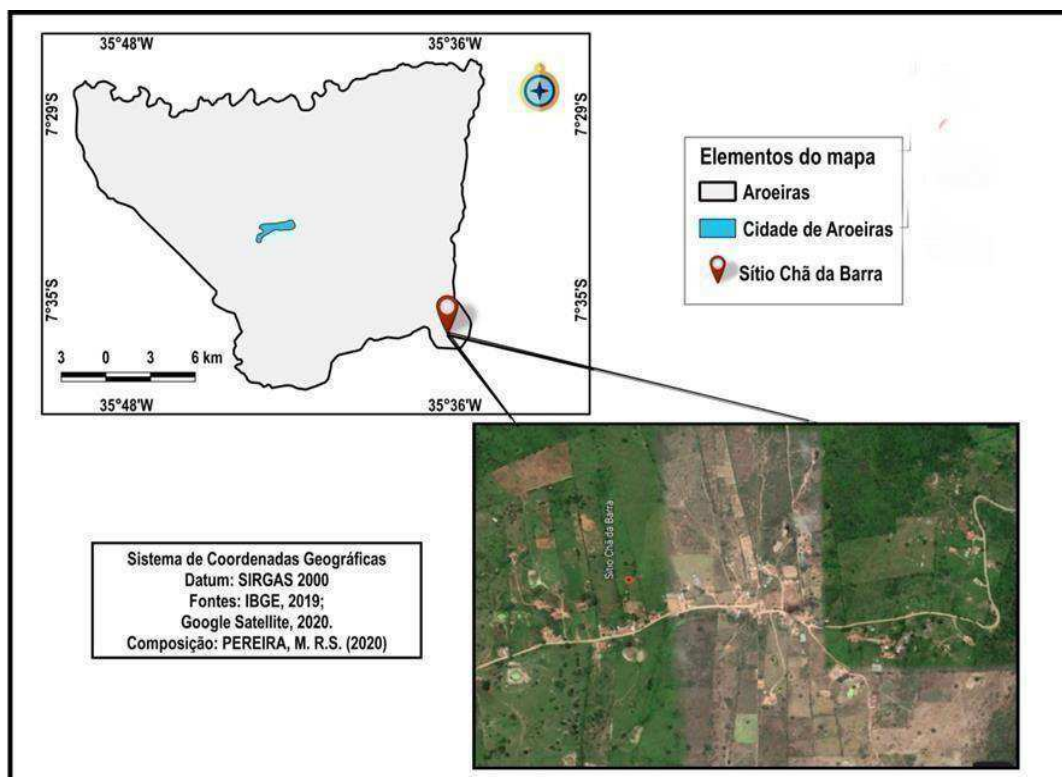 35°48'W
35°36'W
7°29'S
7°29'S
7°35'S
7°35'S
3 0 3 6 km
35°48'W
35°36'W
Elementos do mapa
Aroeiras
Cidade de Aroeiras
Sítio Chã da Barra
Sítio Chã da Barra
Sistema de Coordenadas Geográficas
Datum: SIRGAS 2000
Fontes: IBGE, 2019;
Google Satellite, 2020.
Composição: PEREIRA, M. R.S. (2020)